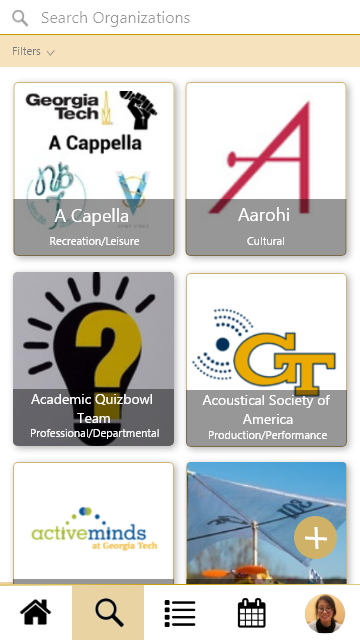 Search Organizations
Filters
Georgia
Tech
A Cappella
A Capella
Recreation/Leisure
Aarohi
Cultural
?
Academic Quizbowl
Team
Professional/Departmental
GT
Acoustical Society of
America
Production/Performance
activeminds
at Georgia Tech